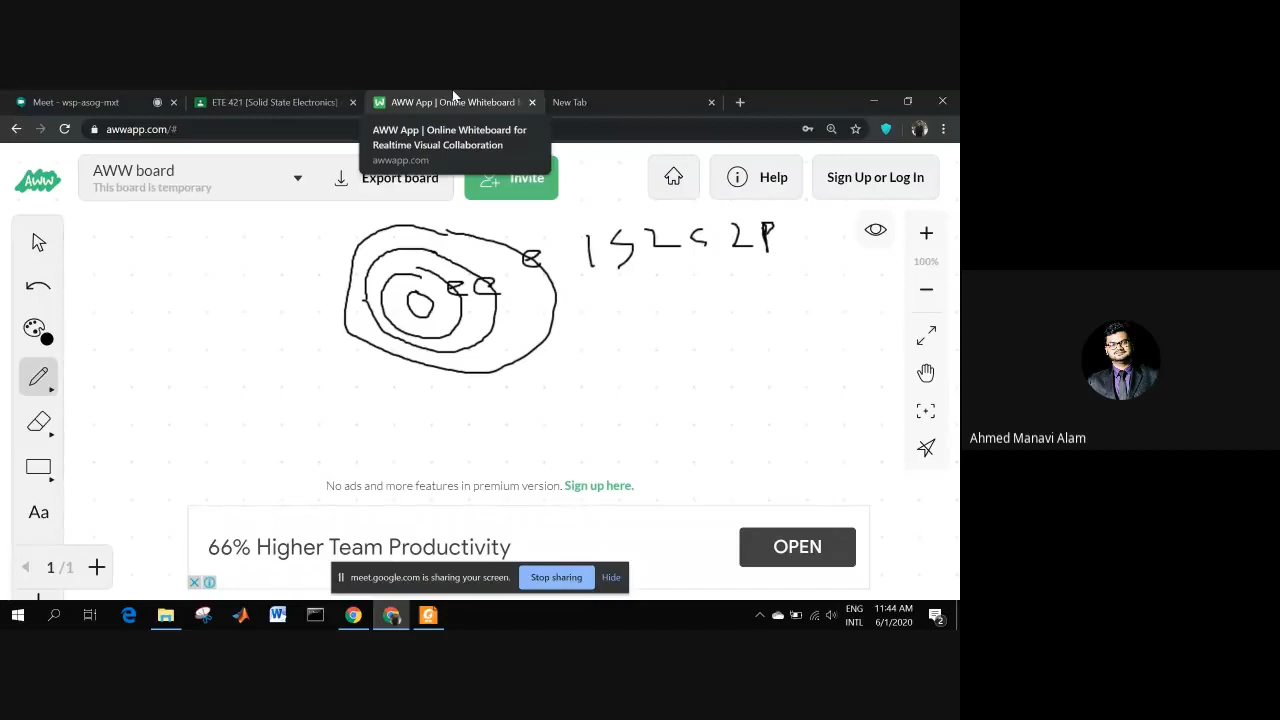 Meet - wsp-asog-mxt
ETE 421 [Solid State Electronics]
AWW App | Online Whiteboard f
New Tab
awwapp.com/#
AWW App | Online Whiteboard for
Realtime Visual Collaboration
awwapp.com
AWW
AWW board
This board is temporary
Export board
Invite
Help
Sign Up or Log In
1S 2S 2P
e e e
100%
Ahmed Manavi Alam
No ads and more features in premium version. Sign up here.
Aa
66% Higher Team Productivity
OPEN
1 /1
meet.google.com is sharing your screen. Stop sharing Hide
ENG
INTL
11:44 AM
6/1/2020
2